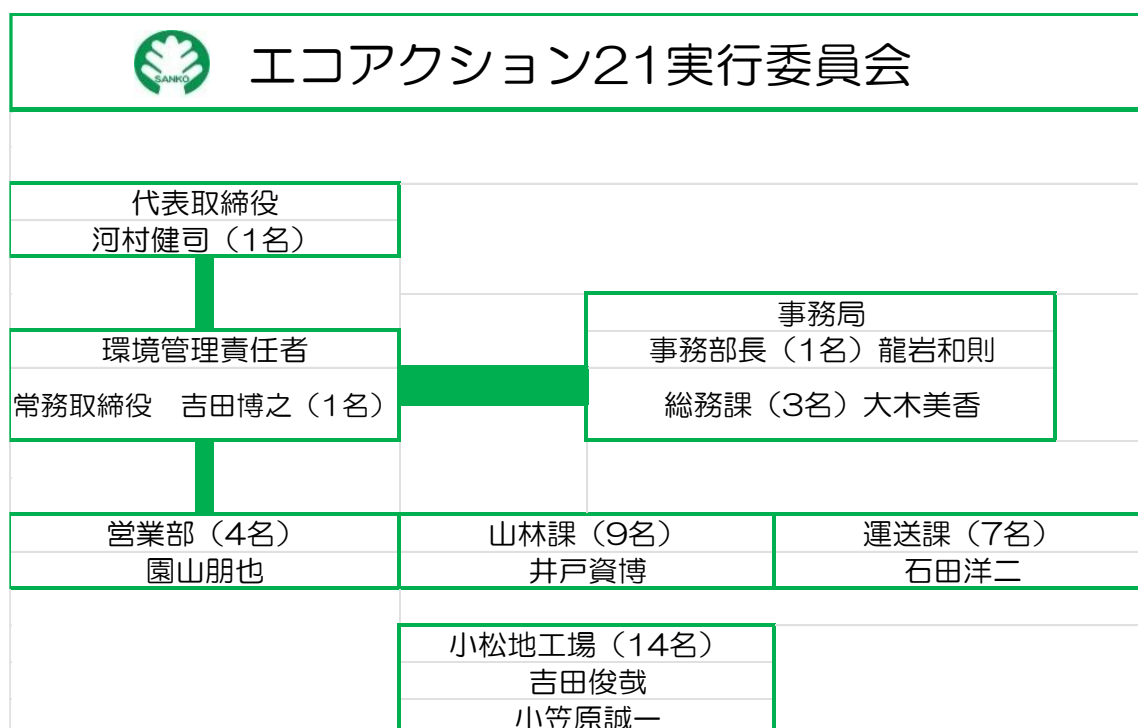 SANKO
エコアクション21実行委員会
代表取締役
河村健司（1名）
事務局
環境管理責任者
事務部長（1名）龍岩和則
常務取締役　吉田博之（1名）
総務課（3名）大木美香
営業部（4名）
園山朋也
山林課（9名）
井戸資博
運送課（7名）
石田洋二
小松地工場（14名）
吉田俊哉
小笠原誠一